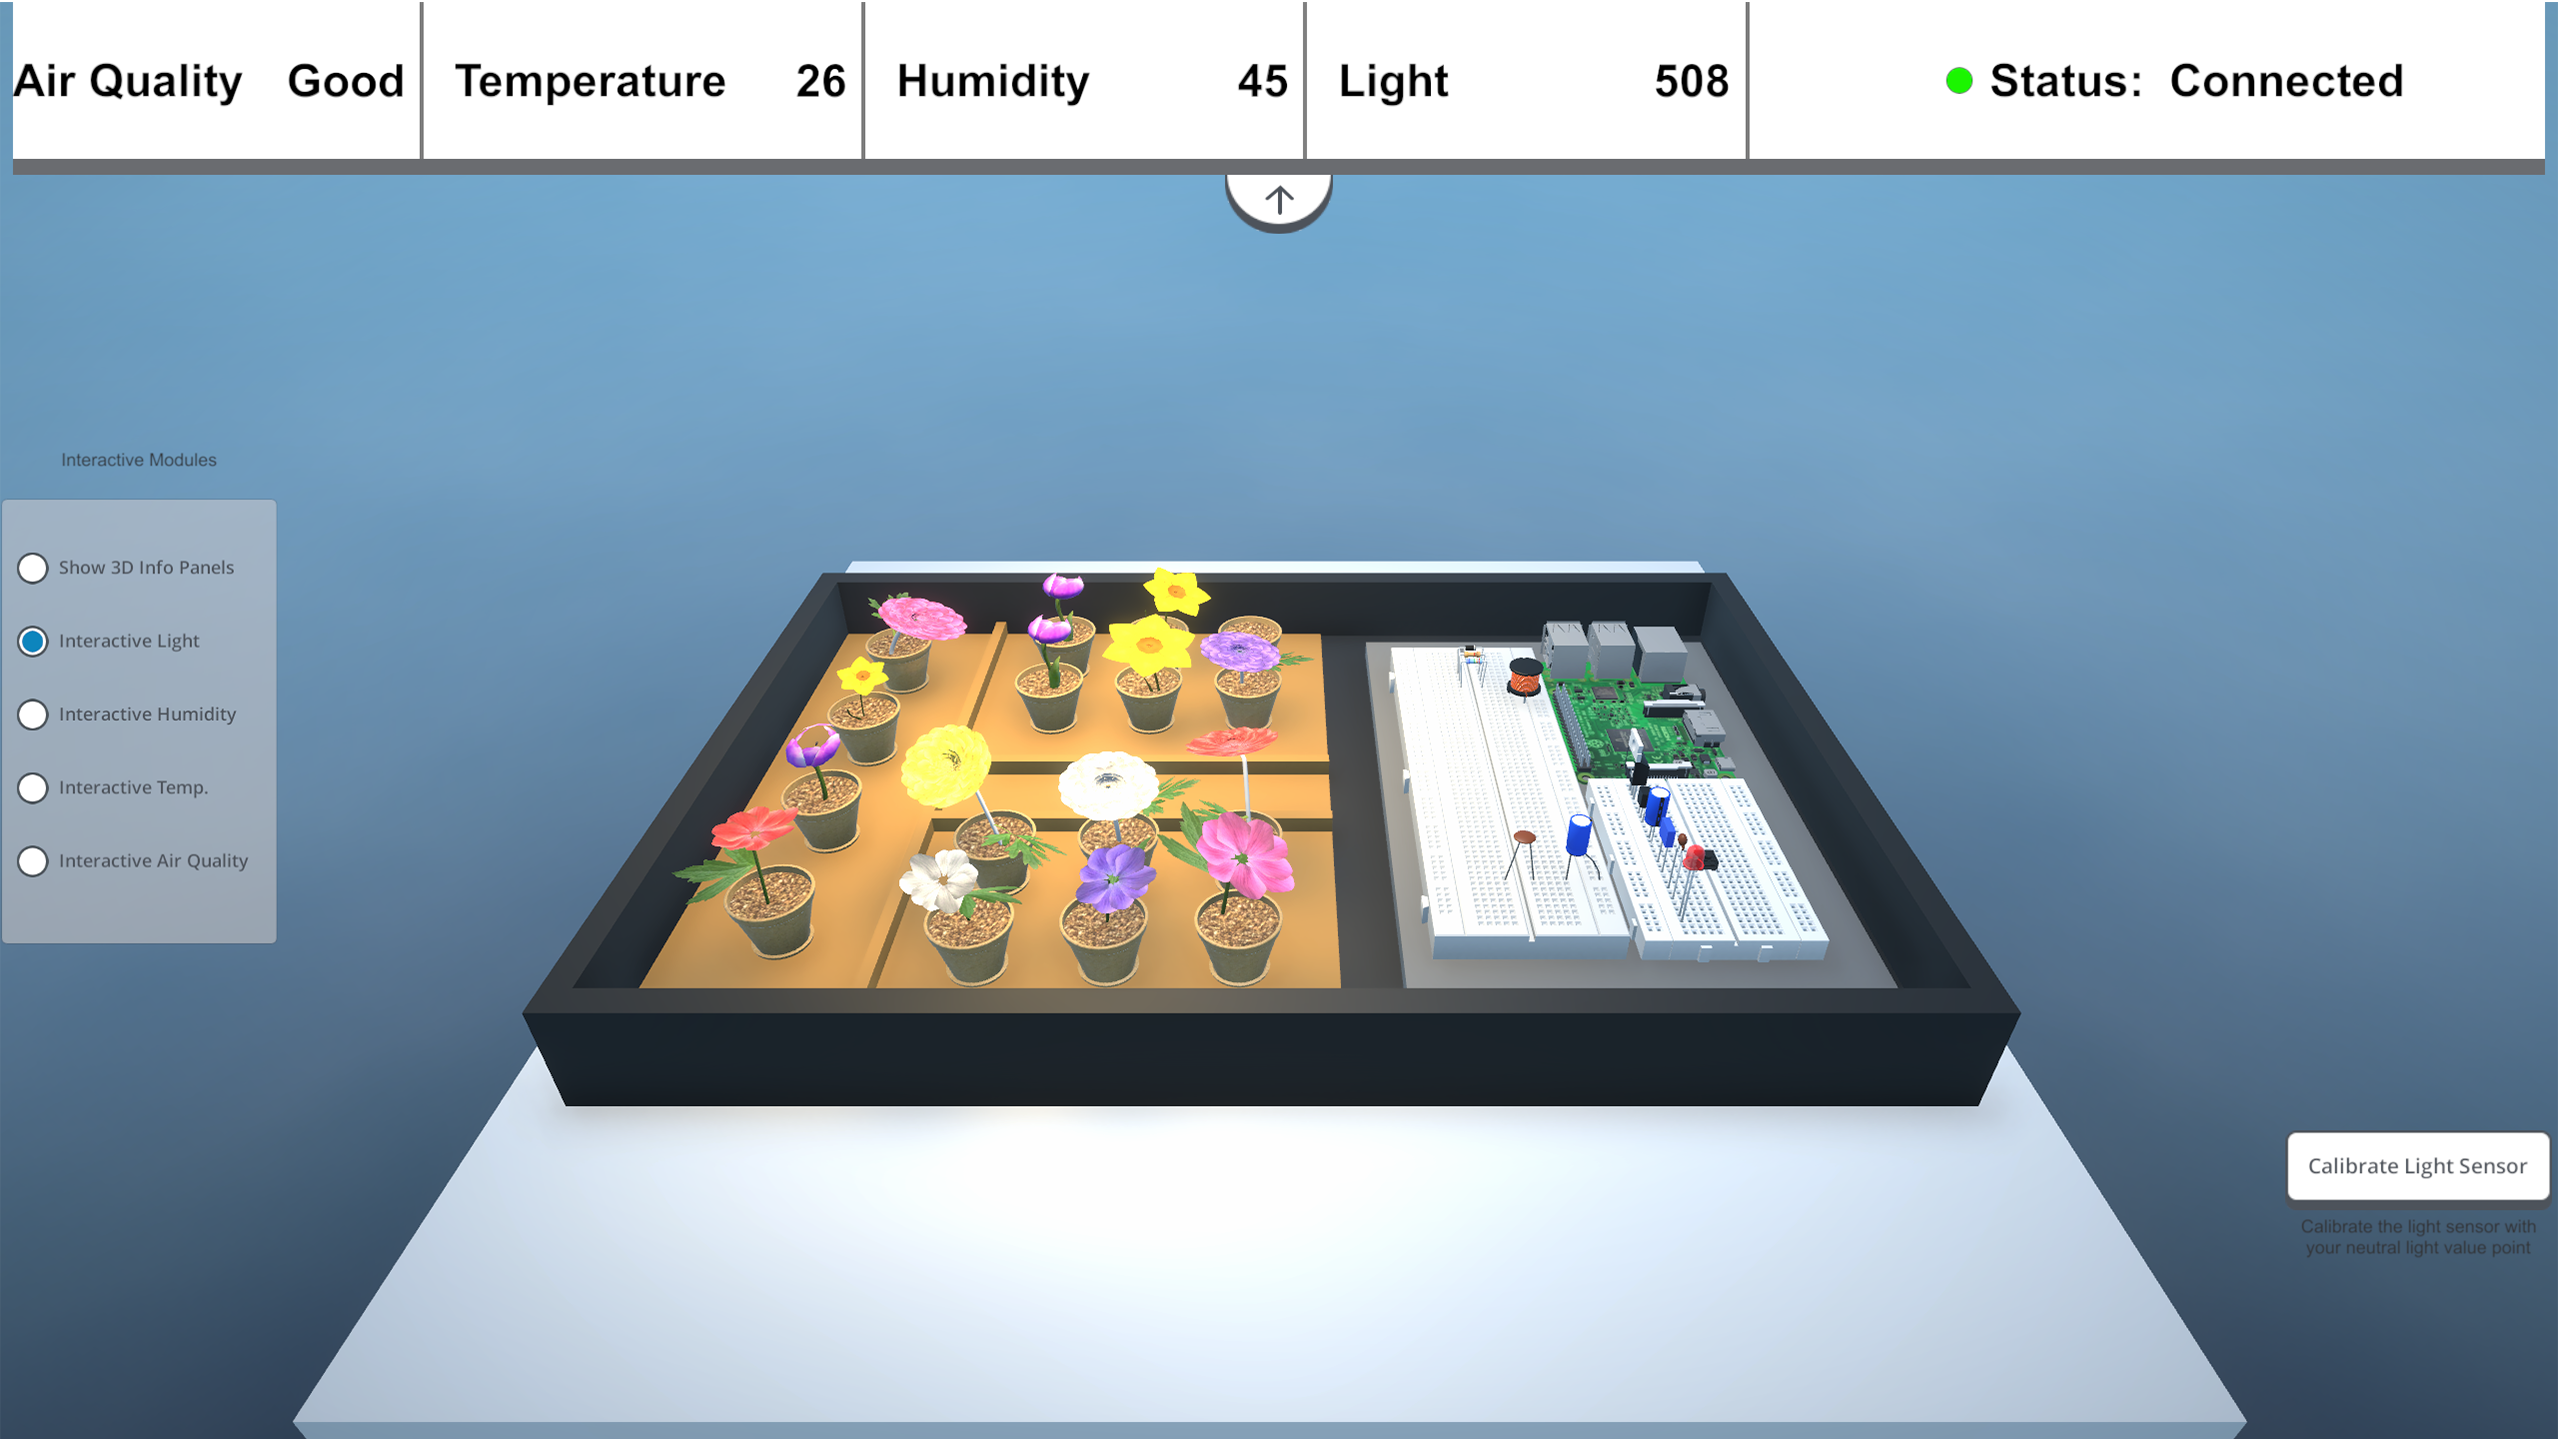 Air Quality Good Temperature 26 Humidity 45 Light 508 Status: Connected
Interactive Modules
Show 3D Info Panels
Interactive Light
Interactive Humidity
Interactive Temp.
Interactive Air Quality
Calibrate Light Sensor
Calibrate the light sensor with
your neutral light value point